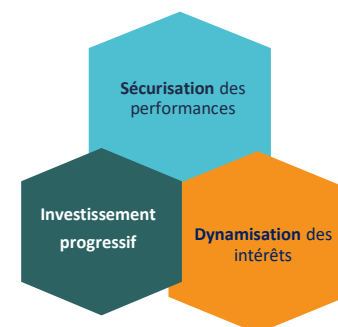 Sécurisation des
performances
Investissement
progressif
Dynamisation des
intérêts